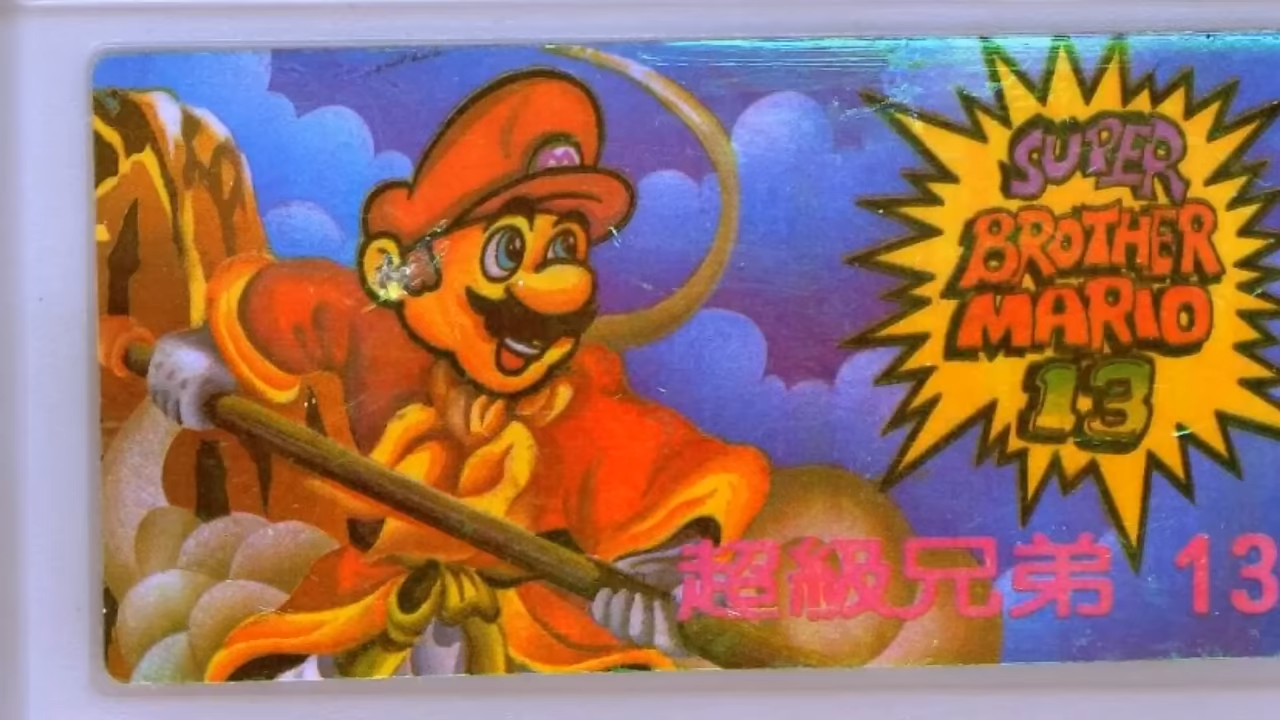 M
SUPER
BROTHER
MARIO
13
超級兄弟 13